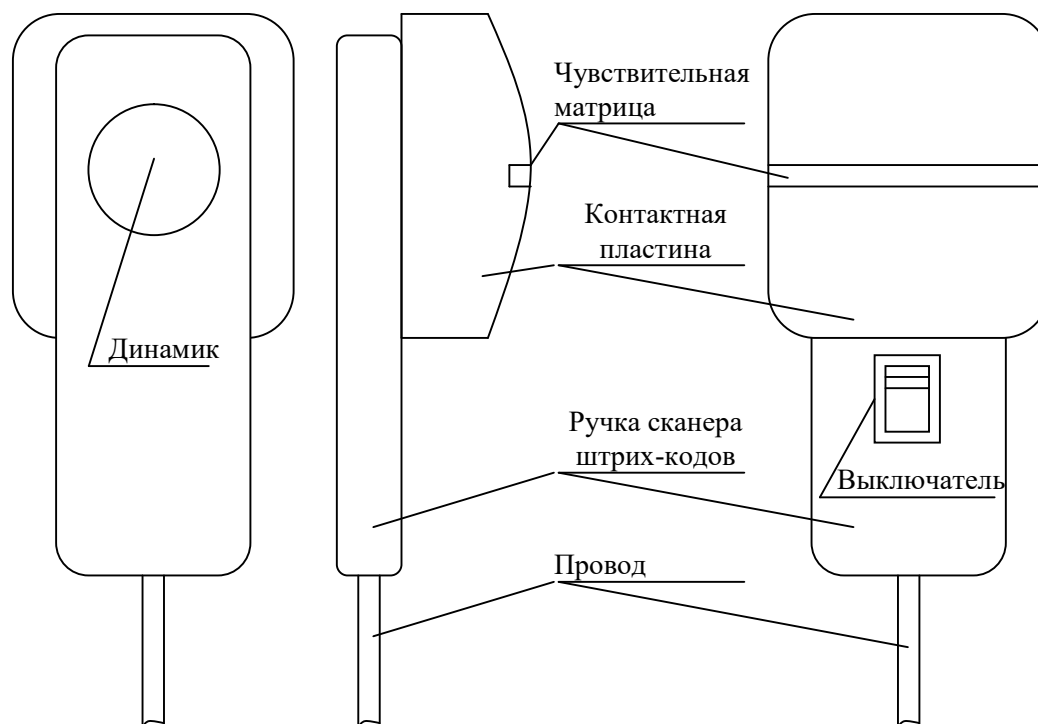 Чувствительная
матрица
Контактная
пластина
Динамик
Ручка сканера
штрих-кодов
Выключатель
Провод